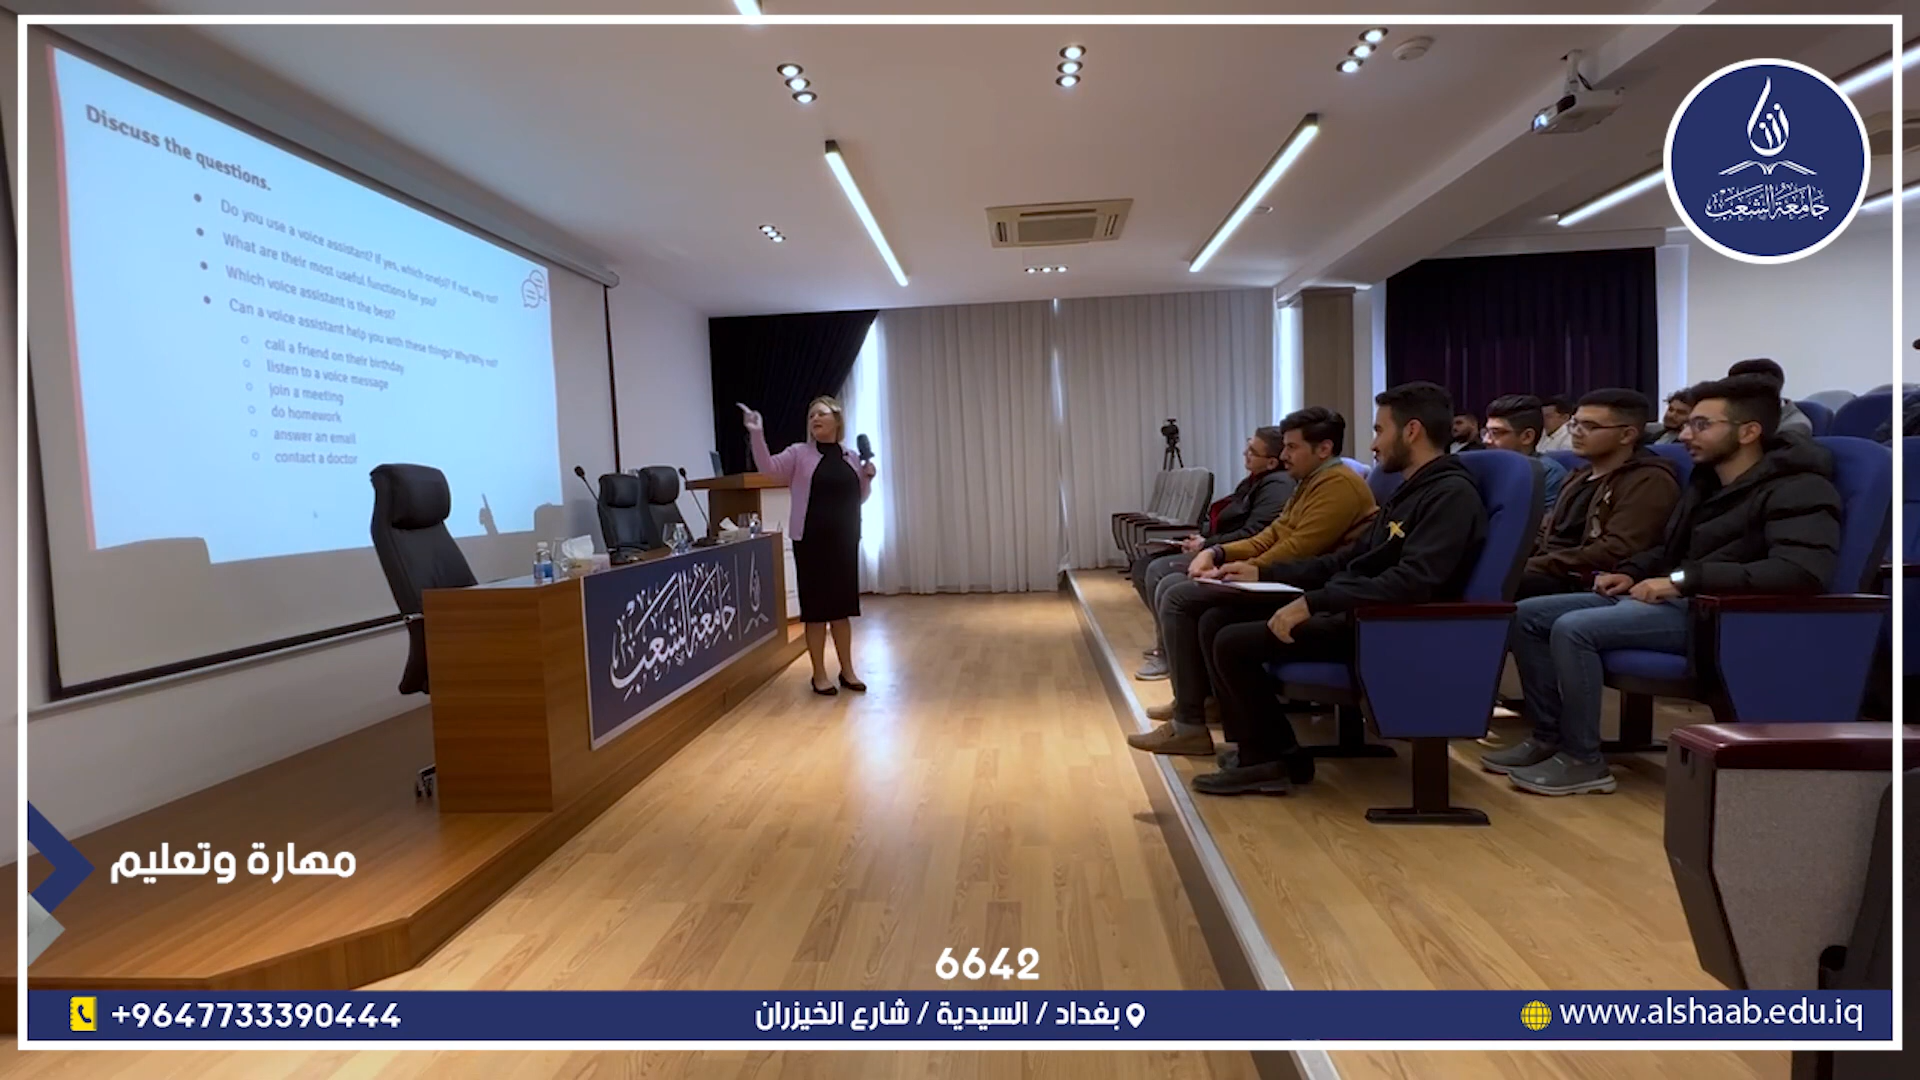 Discuss the questions.
Do you use a voice assistant? If yes, which one(s)? If not, why not?
What are their most useful functions for you?
Which voice assistant is the best?
Can a voice assistant help you with these things? Why/Why not?
call a friend on their birthday
listen to a voice message
join a meeting
do homework
answer an email
contact a doctor
جامعة الشعب
جامعة الشعب
مهارة وتعليم
6642
+9647733390444
بغداد / السيدية / شارع الخيزران
www.alshaab.edu.iq